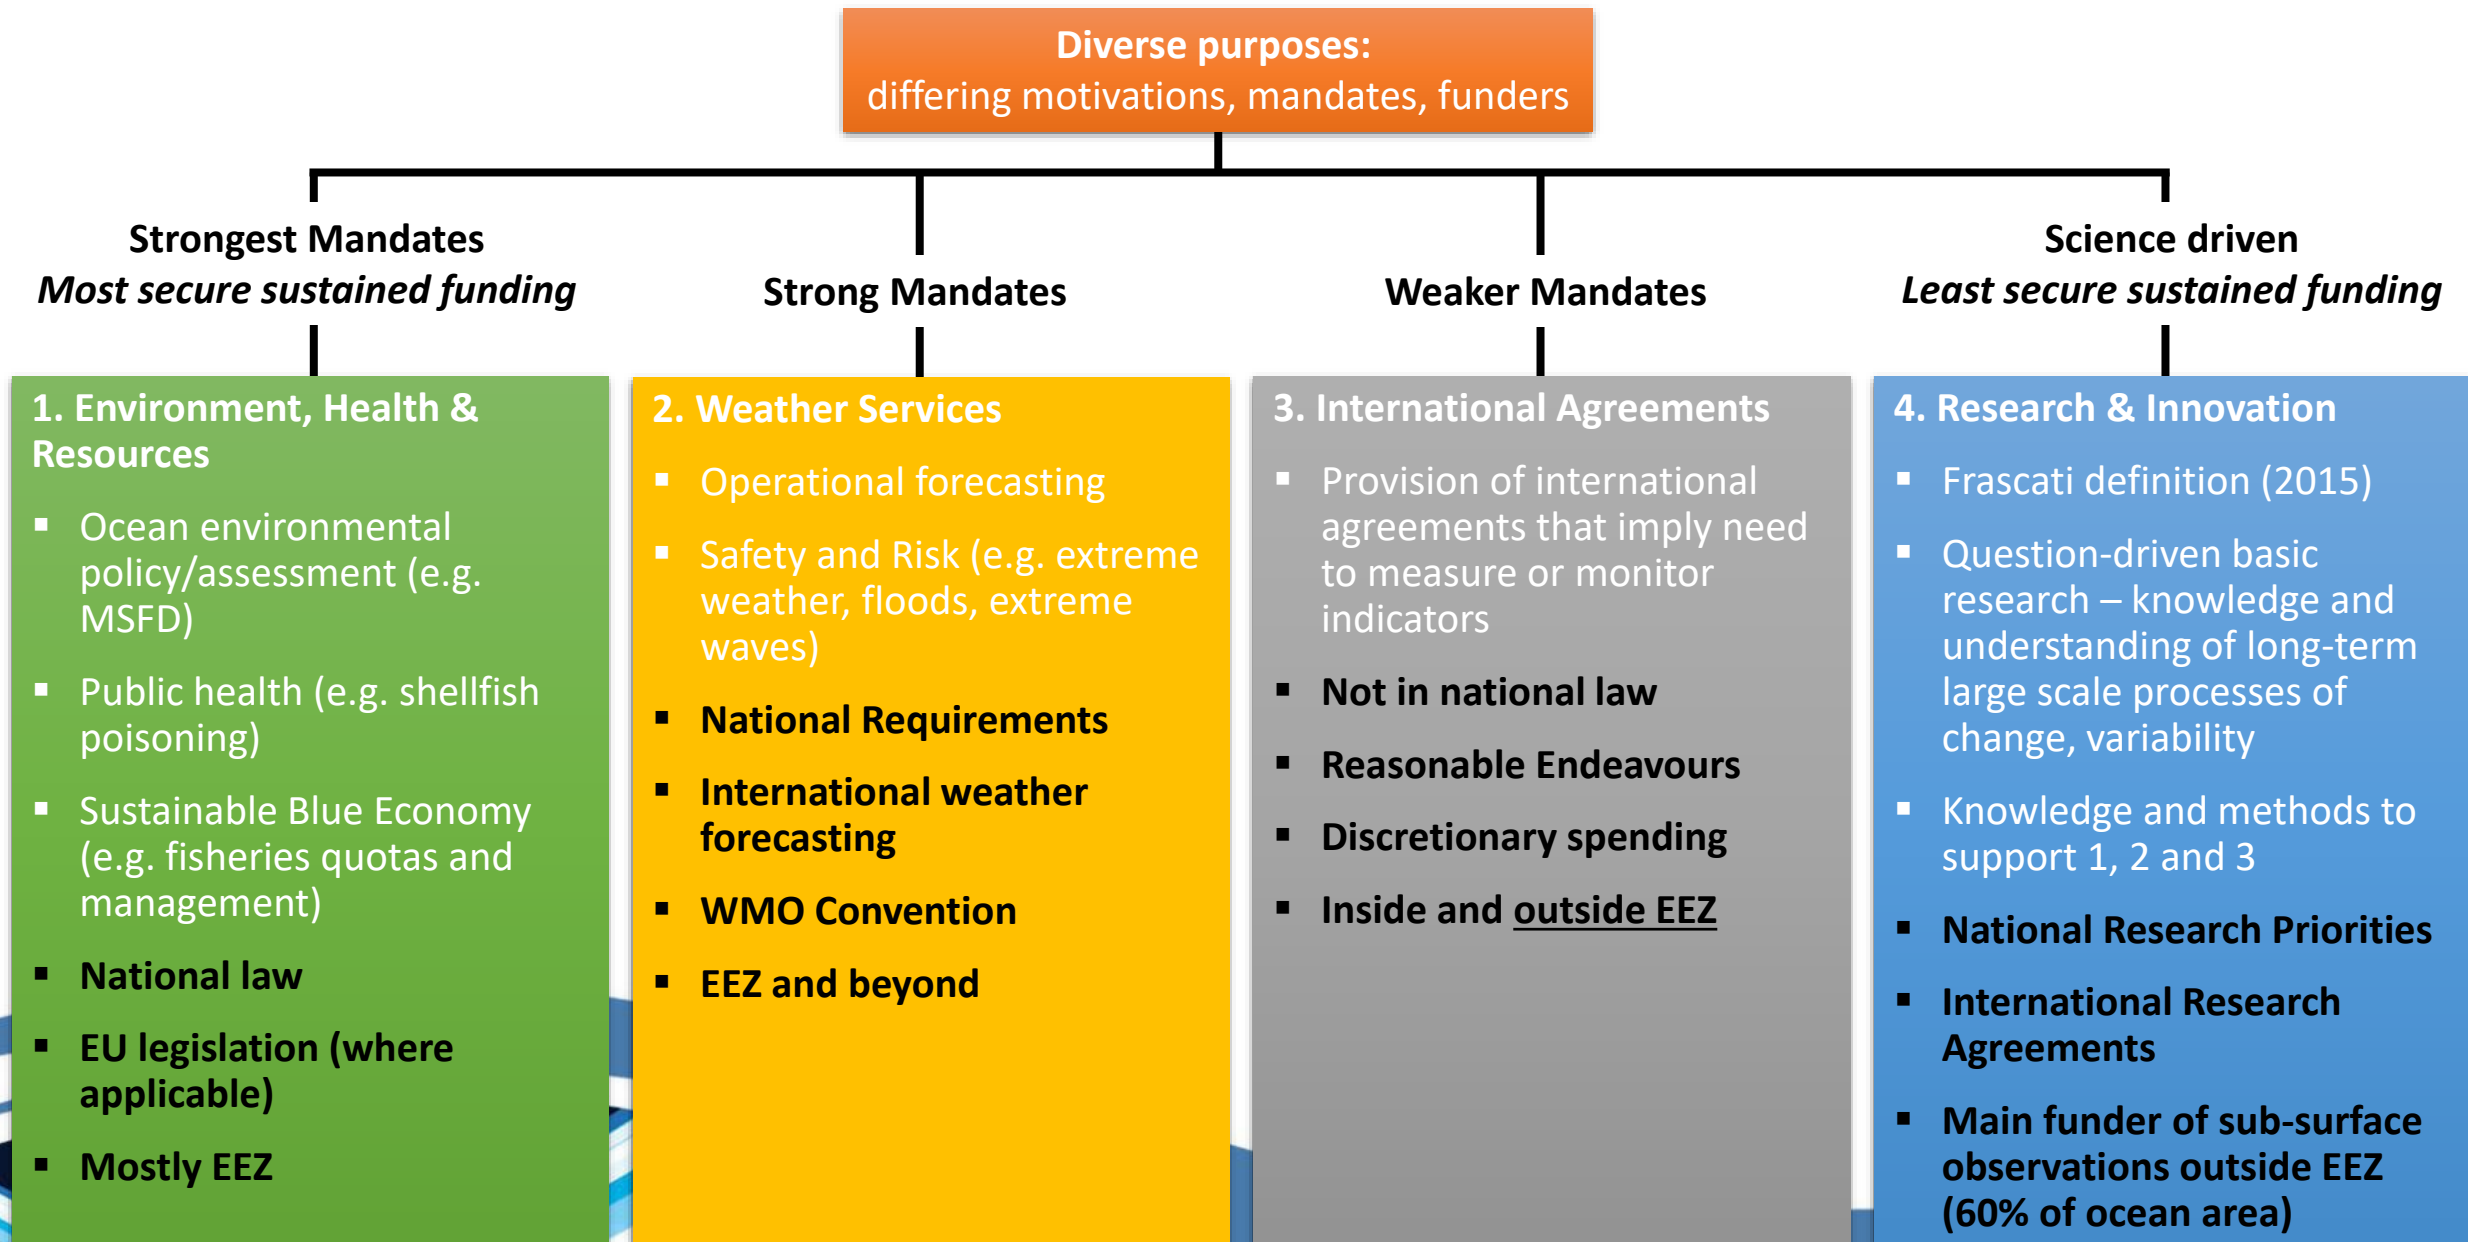 Diverse purposes:
differing motivations, mandates, funders
Strongest Mandates
Most secure sustained funding
Strong Mandates
Weaker Mandates
Science driven
Least secure sustained funding
1. Environment, Health &
Resources
▪ Ocean environmental
policy/assessment (e.g.
MSFD)
▪ Public health (e.g. shellfish
poisoning)
▪ Sustainable Blue Economy
(e.g. fisheries quotas and
management)
▪ National law
▪ EU legislation (where
applicable)
▪ Mostly EEZ
2. Weather Services
▪ Operational forecasting
▪ Safety and Risk (e.g. extreme
weather, floods, extreme
waves)
▪ National Requirements
▪ International weather
forecasting
▪ WMO Convention
▪ EEZ and beyond
3. International Agreements
▪ Provision of international
agreements that imply need
to measure or monitor
indicators
▪ Not in national law
▪ Reasonable Endeavours
▪ Discretionary spending
▪ Inside and outside EEZ
4. Research & Innovation
▪ Frascati definition (2015)
▪ Question-driven basic
research – knowledge and
understanding of long-term
large scale processes of
change, variability
▪ Knowledge and methods to
support 1, 2 and 3
▪ National Research Priorities
▪ International Research
Agreements
▪ Main funder of sub-surface
observations outside EEZ
(60% of ocean area)